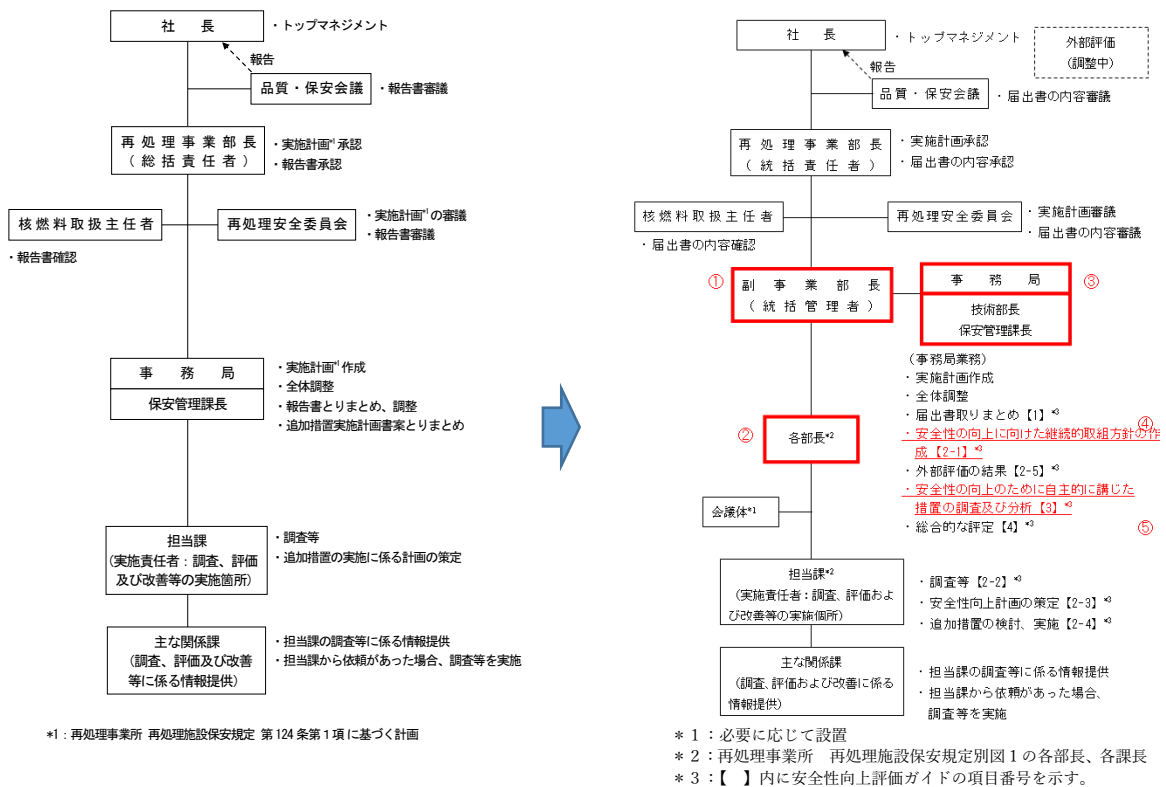 社　長
・トップマネジメント
報告
品質・保安会議
・報告書審議
再処理事業部長
（総括責任者）
・実施計画*1承認
・報告書承認
核燃料取扱主任者
・報告書確認
再処理安全委員会
・実施計画*1の審議
・報告書審議
事　務　局
保安管理課長
・実施計画*1作成
・全体調整
・報告書とりまとめ、調整
・追加措置実施計画書案とりまとめ
担当課
(実施責任者：調査、評価
及び改善等の実施箇所)
・調査等
・追加措置の実施に係る計画の策定
主な関係課
(調査、評価及び改善
等に係る情報提供)
・担当課の調査等に係る情報提供
・担当課から依頼があった場合、調査等を実施
*1：再処理事業所 再処理施設保安規定 第124条第1項に基づく計画
社　長
・トップマネジメント
外部評価
(調整中)
報告
品質・保安会議
・届出書の内容審議
再処理事業部長
（統括責任者）
・実施計画承認
・届出書の内容承認
核燃料取扱主任者
・届出書の内容確認
再処理安全委員会
・実施計画審議
・届出書の内容審議
①
副事業部長
（統括管理者）
事　務　局
技術部長
保安管理課長
③
（事務局業務）
・実施計画作成
・全体調整
・届出書取りまとめ【1】*3
④
・安全性の向上に向けた継続的取組方針の作
成【2-1】*3
・外部評価の結果【2-5】*3
・安全性の向上のために自主的に講じた
措置の調査及び分析【3】*3
・総合的な評定【4】*3
⑤
②
各部長*2
会議体*1
担当課*2
(実施責任者：調査、評価およ
び改善等の実施個所)
・調査等【2-2】*3
・安全性向上計画の策定【2-3】*3
・追加措置の検討、実施【2-4】*3
主な関係課
(調査、評価および改善に係る
情報提供)
・担当課の調査等に係る情報提供
・担当課から依頼があった場合、
調査等を実施
*１：必要に応じて設置
*２：再処理事業所　再処理施設保安規定別図１の各部長、各課長
*３：【　】内に安全性向上評価ガイドの項目番号を示す。